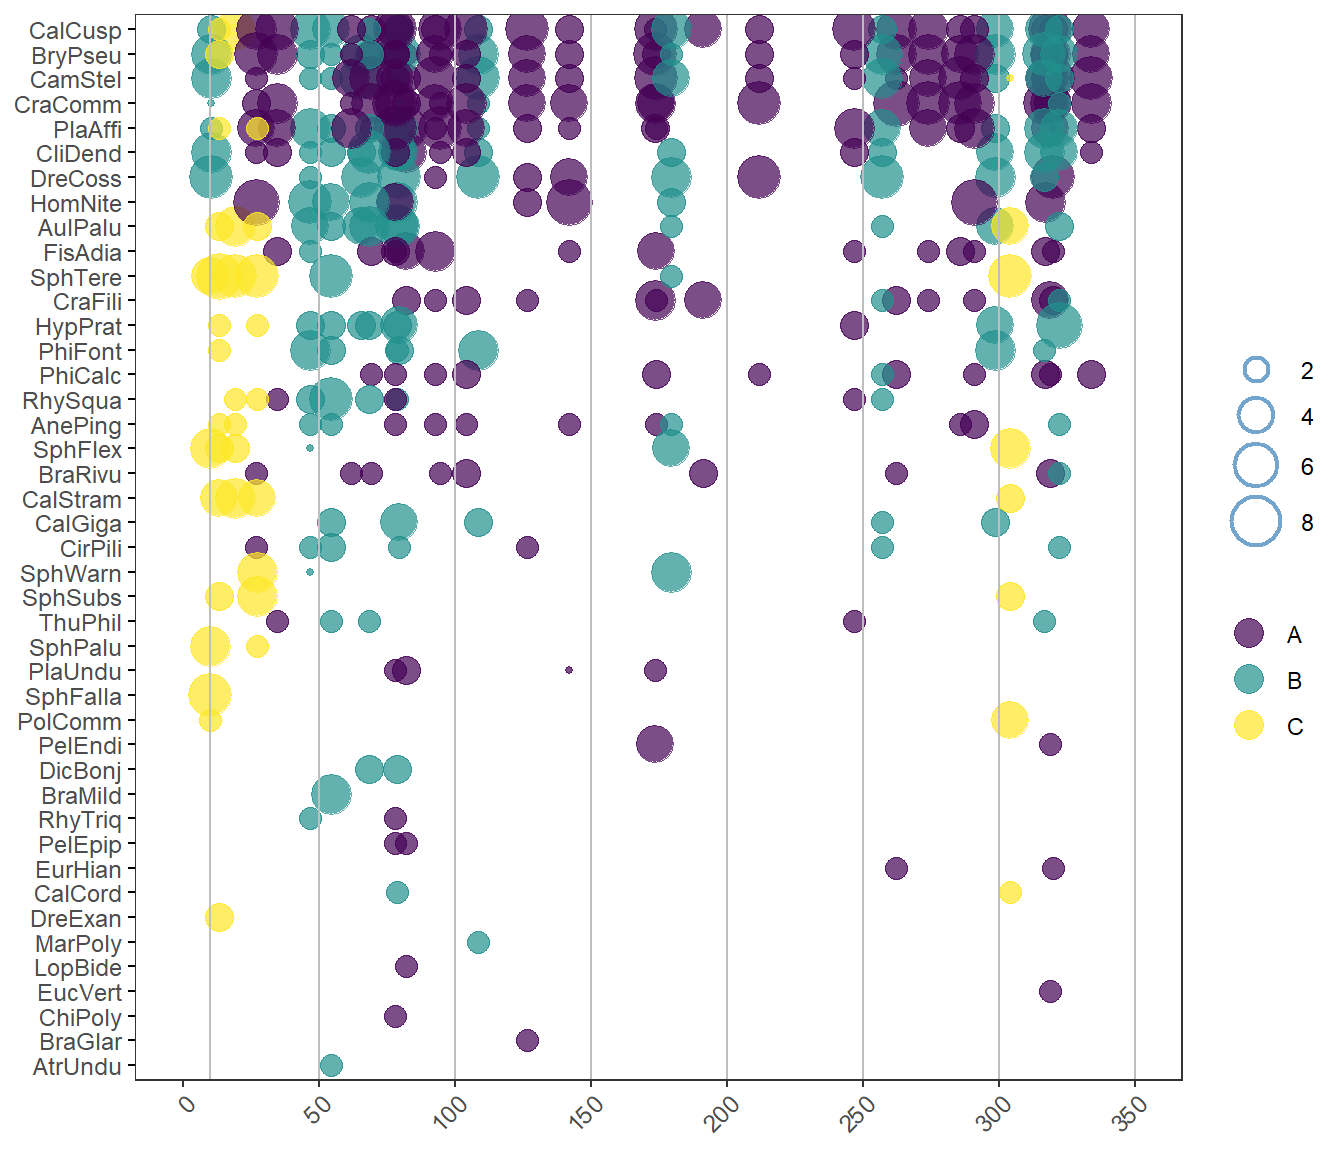 CalCusp
BryPseu
CamStel
CraComm
PlaAffi
CliDend
DreCoss
HomNite
AulPalu
FisAdia
SphTere
CraFili
HypPrat
PhiFont
PhiCalc
RhySqua
AnePing
SphFlex
BraRivu
CalStram
CalGiga
CirPili
SphWarn
SphSubs
ThuPhil
SphPalu
PlaUndu
SphFalla
PolComm
PelEndi
DicBonj
BraMild
RhyTriq
PelEpip
EurHian
CalCord
DreExan
MarPoly
LopBide
EucVert
ChiPoly
BraGlar
AtrUndu
0 50 100 150 200 250 300 350
2
4
6
8
A
B
C